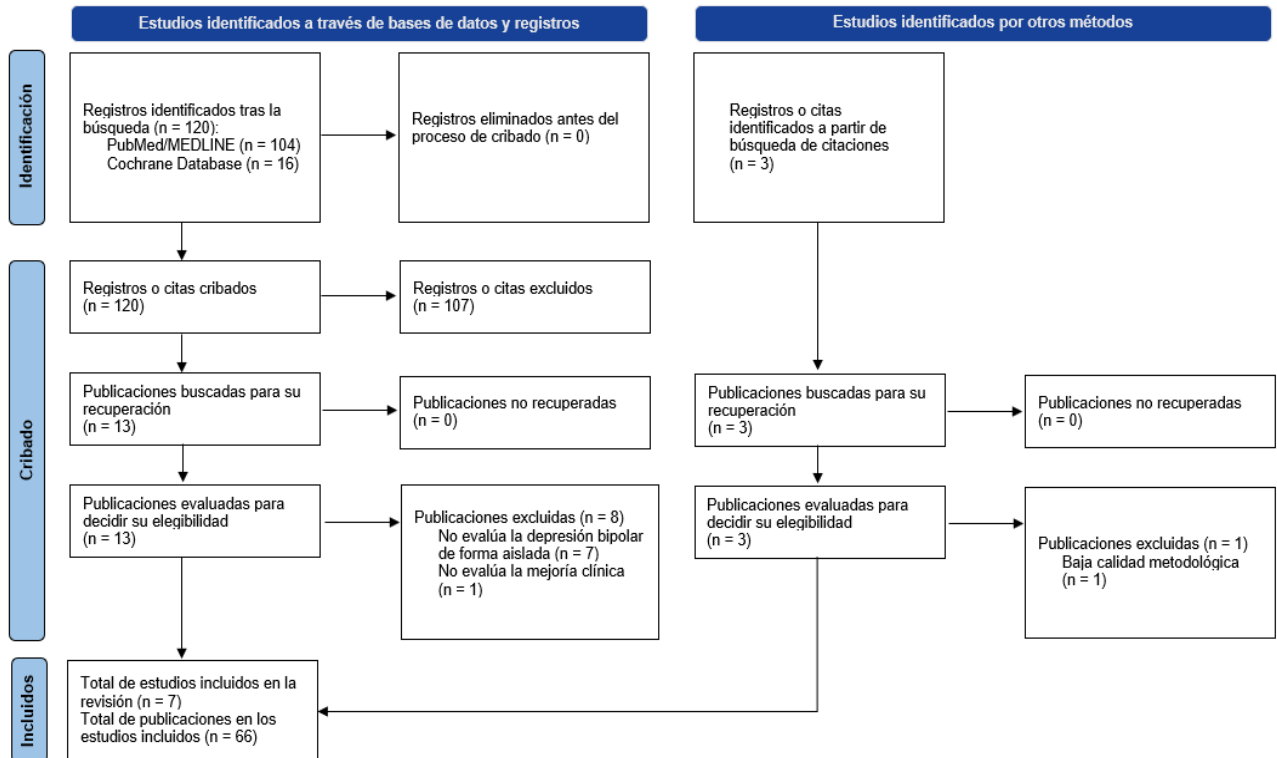 Estudios identificados a través de bases de datos y registros
Estudios identificados por otros métodos
Identificación
Registros identificados tras la
búsqueda (n = 120):
PubMed/MEDLINE (n = 104)
Cochrane Database (n = 16)
Registros eliminados antes del
proceso de cribado (n = 0)
Registros o citas
identificados a partir de
búsqueda de citaciones
(n = 3)
Cribado
Registros o citas cribados
(n = 120)
Registros o citas excluidos
(n = 107)
Publicaciones buscadas para su
recuperación
(n = 13)
Publicaciones no recuperadas
(n = 0)
Publicaciones buscadas para su
recuperación
(n = 3)
Publicaciones no recuperadas
(n = 0)
Publicaciones evaluadas para
decidir su elegibilidad
(n = 13)
Publicaciones excluidas (n = 8)
No evalúa la depresión bipolar
de forma aislada (n = 7)
No evalúa la mejoría clínica
(n = 1)
Publicaciones evaluadas para
decidir su elegibilidad
(n = 3)
Publicaciones excluidas (n = 1)
Baja calidad metodológica
(n = 1)
Incluidos
Total de estudios incluidos en la
revisión (n = 7)
Total de publicaciones en los
estudios incluidos (n = 66)